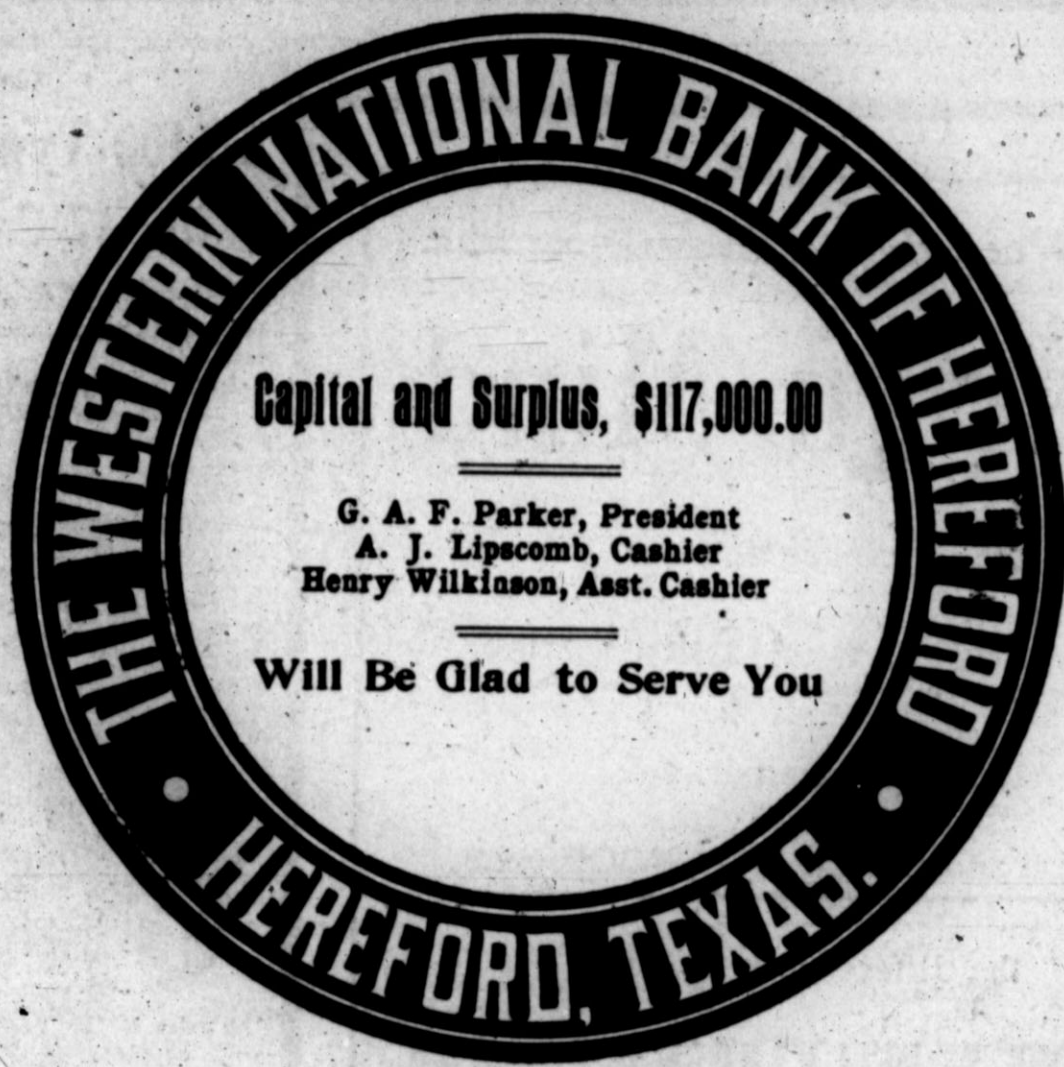 THE WESTERN NATIONAL BANK OF HEREFORD
Capital and Surplus, $117,000.00
G. A. F. Parker, President
A. J. Lipscomb, Cashier
Henry Wilkinson, Asst. Cashier
Will Be Glad to Serve You
HEREFORD, TEXAS.